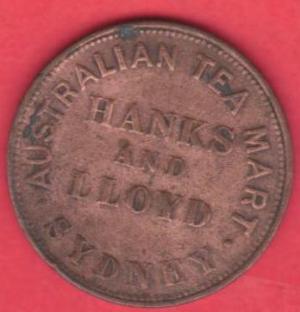 · AUSTRALIAN TEA MART ·
HANKS
AND
LLOYD
SYDNEY